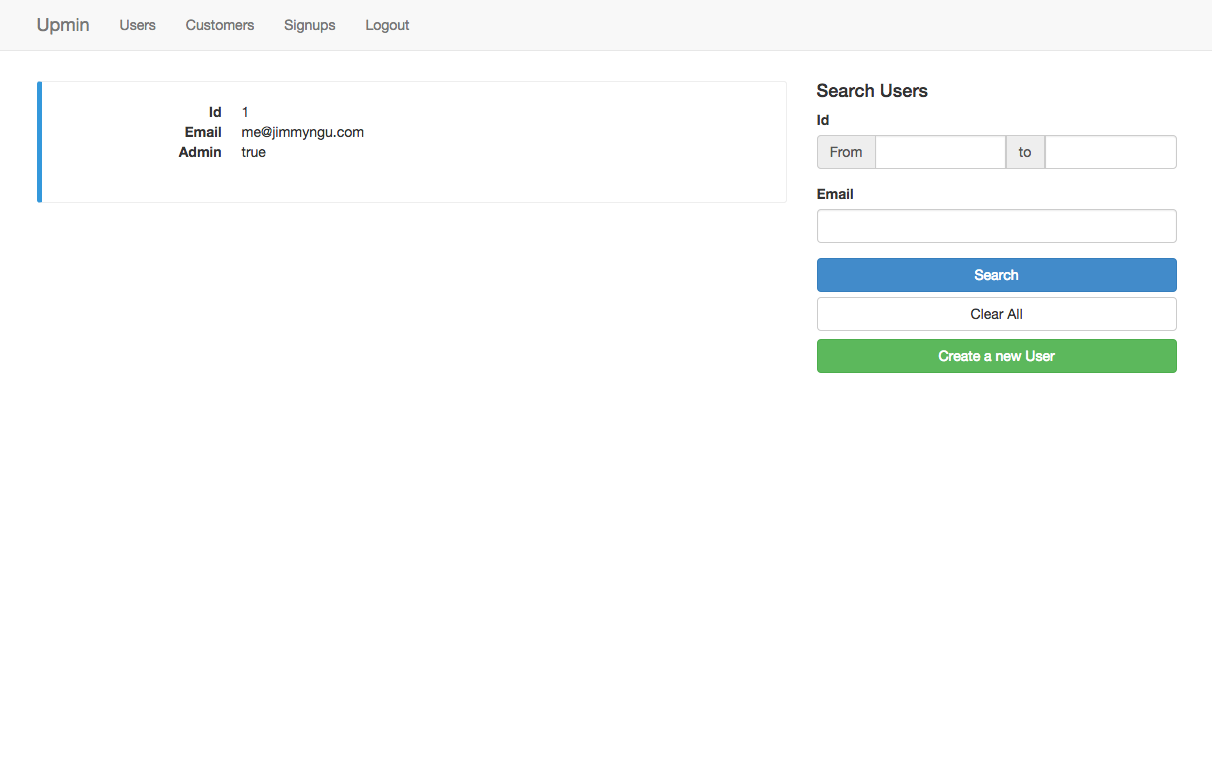 Upmin Users Customers Signups Logout
Id 1
Email me@jimmyngu.com
Admin true
Search Users
Id
From to
Email
Search
Clear All
Create a new User